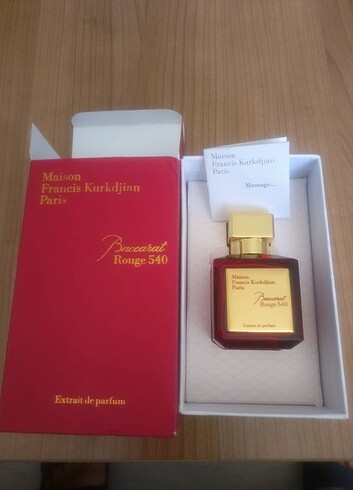 Maison
Francis Kurkdjian
Paris
Baccarat
Rouge 540
Extrait de parfum
Maison
Francis Kurkdjian
Paris
Message...
Maison
Francis Kurkdjian
Paris
Baccarat
Rouge 540
Extrait de parfum